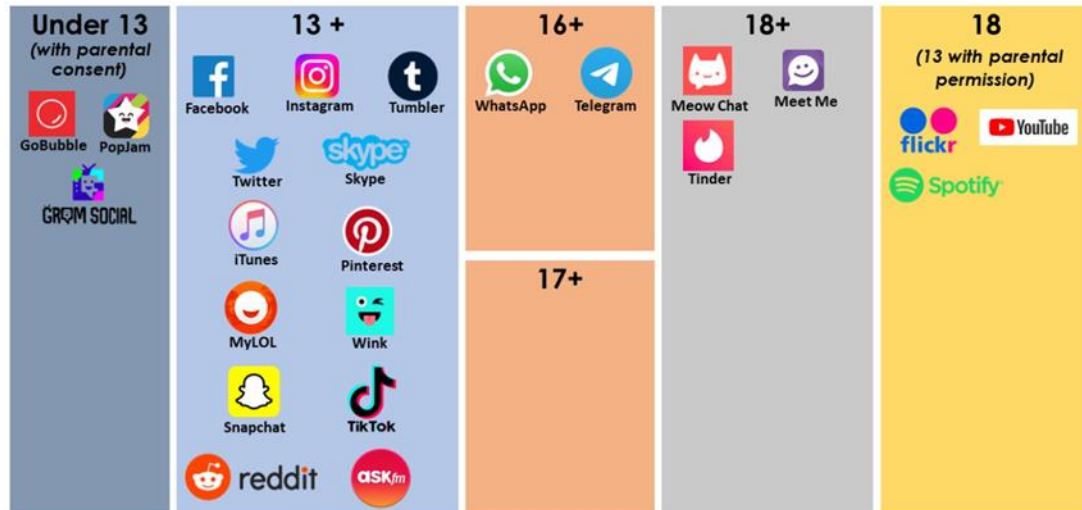 Under 13
(with parental
consent)
GoBubble
PopJam
GROM SOCIAL
13 +
f
Facebook
Instagram
t
Tumbler
Twitter
skype
Skype
iTunes
Pinterest
MyLOL
Wink
Snapchat
TikTok
reddit
ASKfm
16+
WhatsApp
Telegram
17+
18+
Meow Chat
Meet Me
Tinder
18
(13 with parental
permission)
flickr
YouTube
Spotify